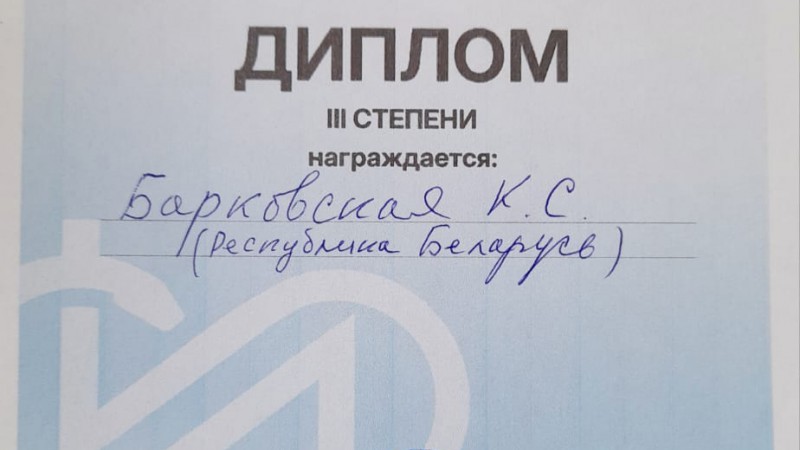 ДИПЛОМ
III СТЕПЕНИ
награждается:
Барковская К.С.
(Республика Беларусь)